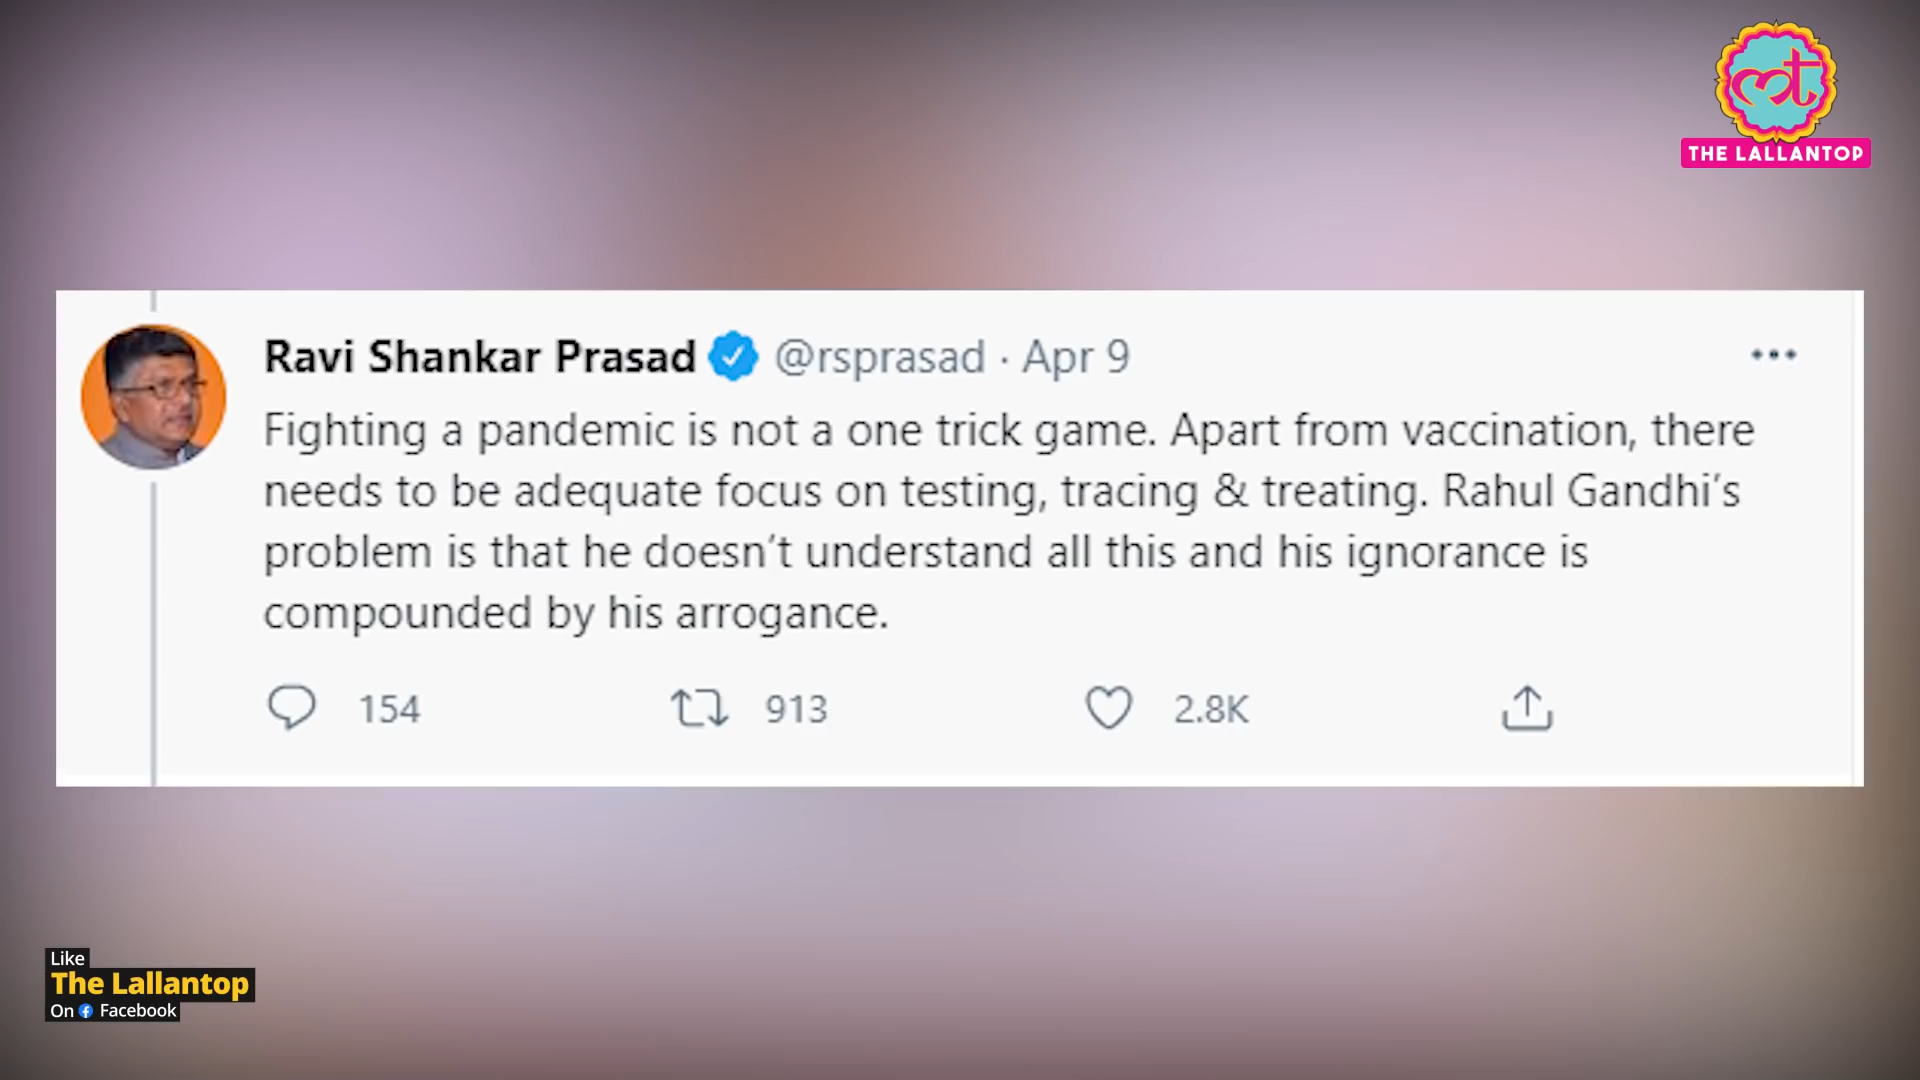 THE LALLANTOP
Ravi Shankar Prasad @rsprasad · Apr 9
Fighting a pandemic is not a one trick game. Apart from vaccination, there
needs to be adequate focus on testing, tracing & treating. Rahul Gandhi’s
problem is that he doesn’t understand all this and his ignorance is
compounded by his arrogance.
154 913 2.8K
Like
The Lallantop
On Facebook